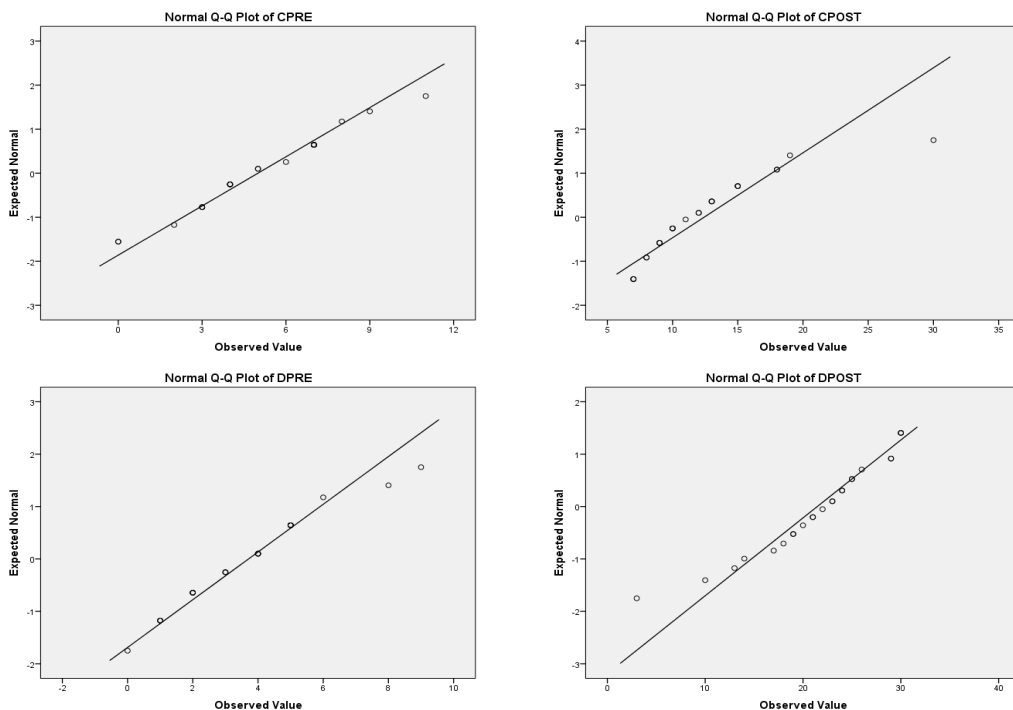 Normal Q-Q Plot of CPRE
3
2
1
0
-1
-2
-3
Expected Normal
0 3 6 9 12
Observed Value
Normal Q-Q Plot of CPOST
4
3
2
1
0
-1
-2
Expected Normal
5 10 15 20 25 30 35
Observed Value
Normal Q-Q Plot of DPRE
3
2
1
0
-1
-2
Expected Normal
-2 0 2 4 6 8 10
Observed Value
Normal Q-Q Plot of DPOST
2
1
0
-1
-2
-3
Expected Normal
0 10 20 30 40
Observed Value